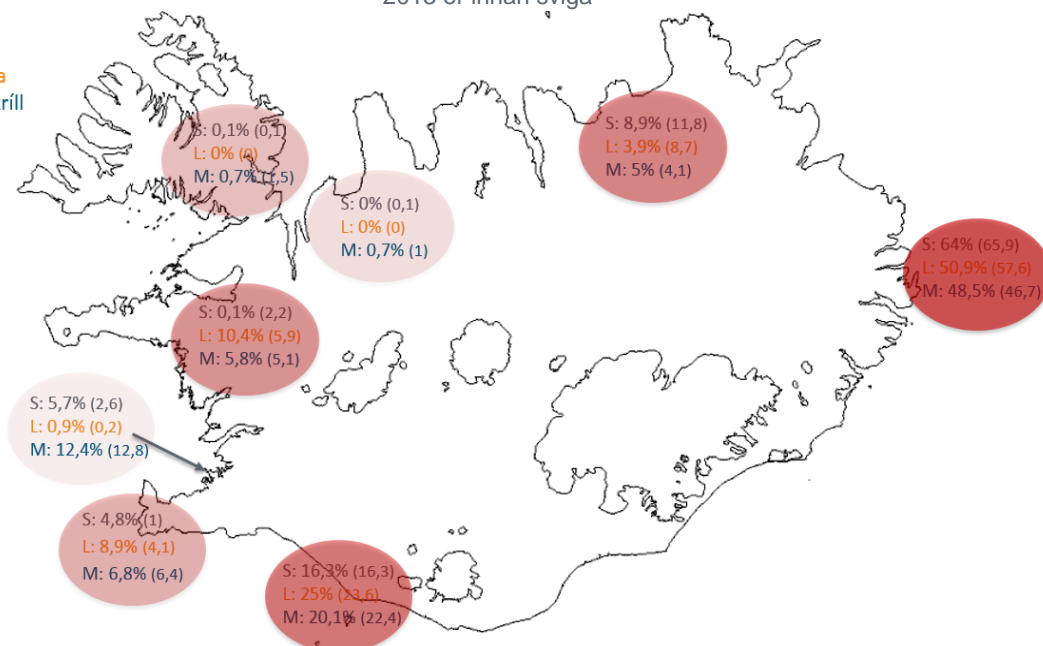 2013 er innan sviga
a
ríll
S: 0,1% (0,1)
L: 0% (0)
M: 0,7% (1,5)
S: 0% (0,1)
L: 0% (0)
M: 0,7% (1)
S: 8,9% (11,8)
L: 3,9% (8,7)
M: 5% (4,1)
S: 64% (65,9)
L: 50,9% (57,6)
M: 48,5% (46,7)
S: 0,1% (2,2)
L: 10,4% (5,9)
M: 5,8% (5,1)
S: 5,7% (2,6)
L: 0,9% (0,2)
M: 12,4% (12,8)
S: 4,8% (1)
L: 8,9% (4,1)
M: 6,8% (6,4)
S: 16,3% (16,3)
L: 25% (23,6)
M: 20,1% (22,4)